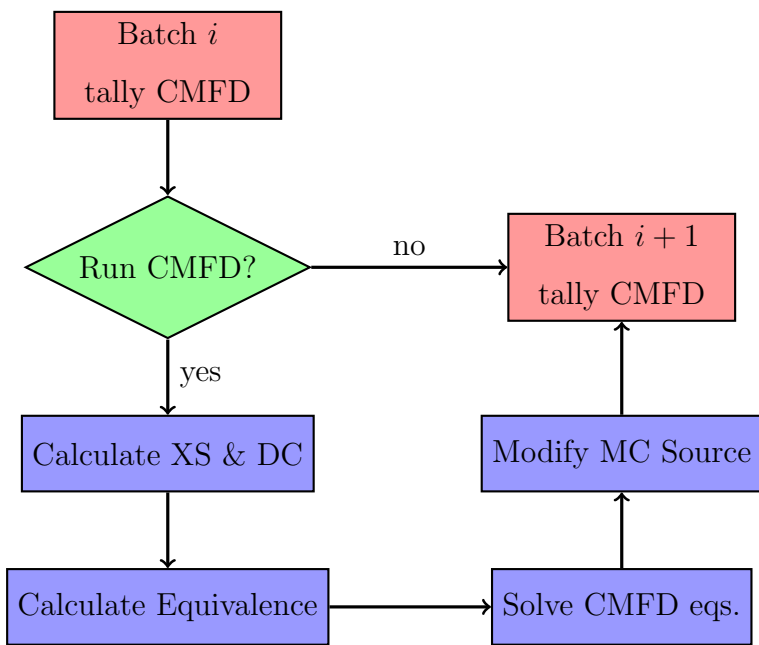 Batch i
tally CMFD
Run CMFD?
no
Batch i + 1
tally CMFD
yes
Calculate XS & DC
Modify MC Source
Calculate Equivalence
Solve CMFD eqs.